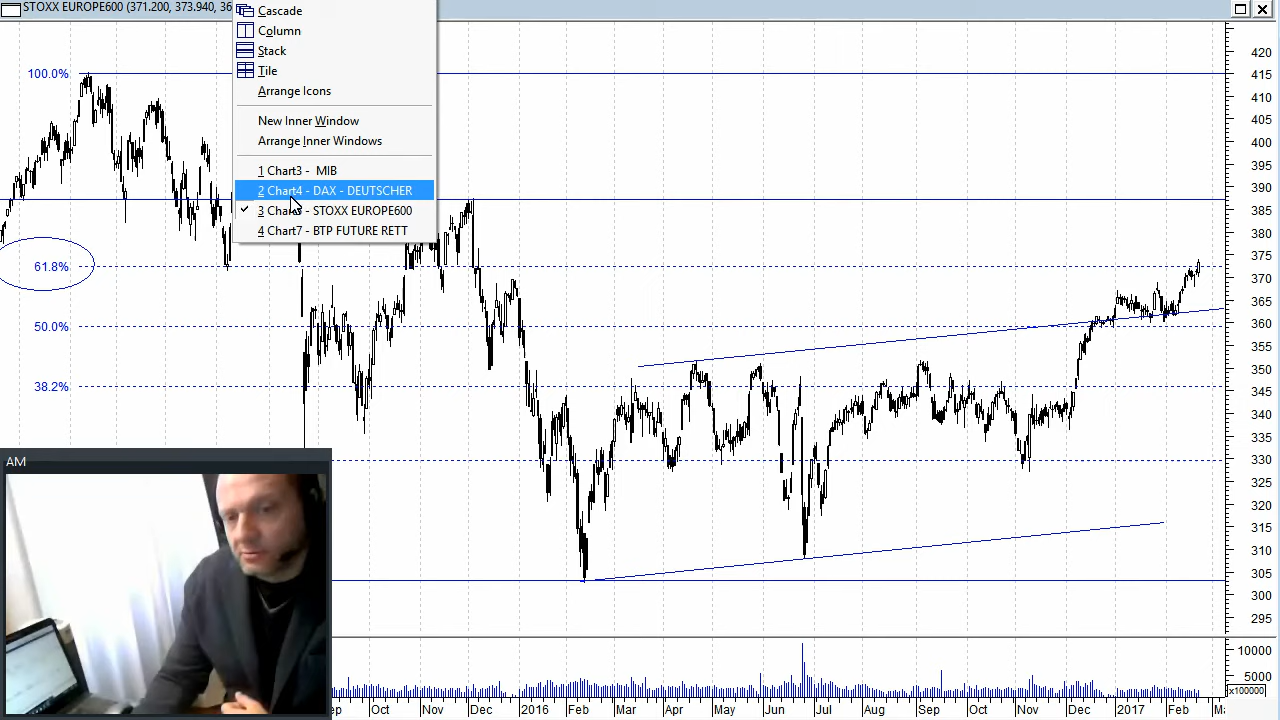 STOXX EUROPE600 (371.200, 373.940, 36
Cascade
Column
Stack
Tile
Arrange Icons
New Inner Window
Arrange Inner Windows
1 Chart3 - MIB
2 Chart4 - DAX - DEUTSCHER
- STOXX EUROPE600
4 Chart7 - BTP FUTURE RETT
100.0%
61.8%
50.0%
38.2%
420
415
410
405
400
395
390
385
380
375
370
365
360
355
350
345
340
335
330
325
320
315
310
305
300
295
10000
5000
x100000
AM
Oct
Nov
Dec
2016
Feb
Mar
Apr
May
Jun
Jul
Aug
Sep
Oct
Nov
Dec
2017
Feb